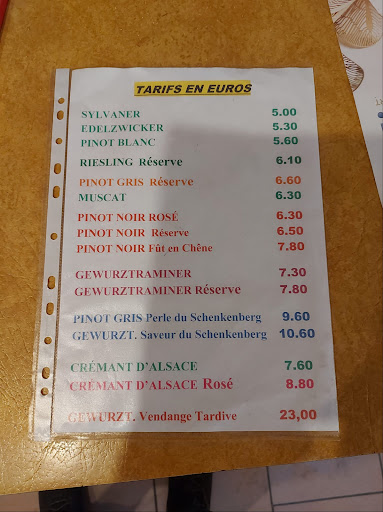 TARIFS EN EUROS
SYLVANER 5.00
EDELZWICKER 5.30
PINOT BLANC 5.60
RIESLING Réserve 6.10
PINOT GRIS Réserve 6.60
MUSCAT 6.30
PINOT NOIR ROSÉ 6.30
PINOT NOIR Réserve 6.50
PINOT NOIR Fût en Chêne 7.80
GEWURZTRAMINER 7.30
GEWURZTRAMINER Réserve 7.80
PINOT GRIS Perle du Schenkenberg 9.60
GEWURZT. Saveur du Schenkenberg 10.60
CRÉMANT D'ALSACE 7.60
CRÉMANT D'ALSACE Rosé 8.80
GEWURZT. Vendange Tardive 23,00